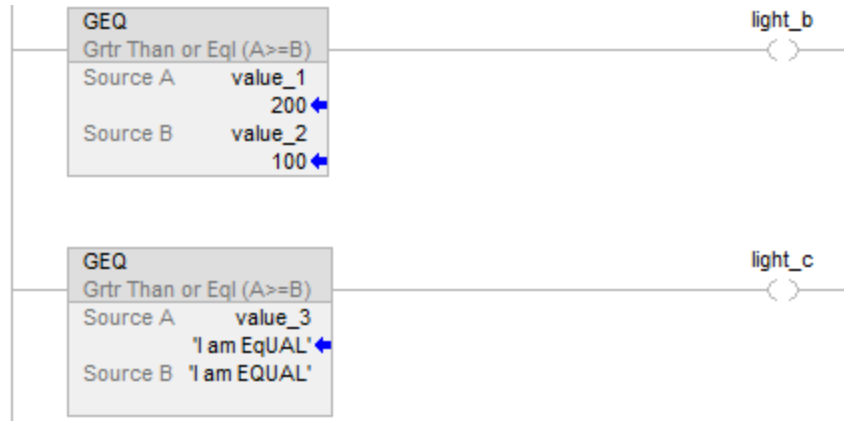 GEQ
light_b
Grtr Than or Eql (A>=B)
Source A value_1
200
Source B value_2
100
GEQ
light_c
Grtr Than or Eql (A>=B)
Source A value_3
'I am EqUAL'
Source B 'I am EQUAL'